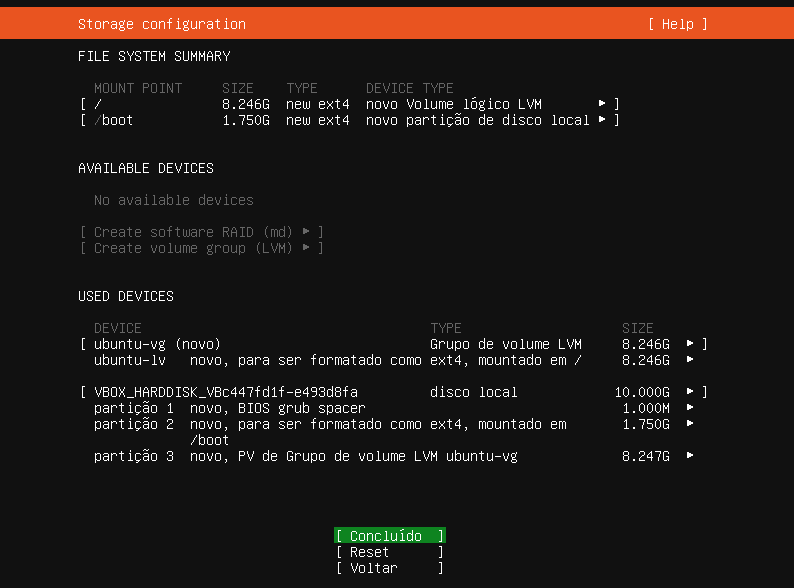 Storage configuration [ Help ]
FILE SYSTEM SUMMARY
MOUNT POINT SIZE TYPE DEVICE TYPE
[ / 8.246G new ext4 novo Volume lógico LVM ▸ ]
[ /boot 1.750G new ext4 novo partição de disco local ▸ ]
AVAILABLE DEVICES
No available devices
[ Create software RAID (md) ▸ ]
[ Create volume group (LVM) ▸ ]
USED DEVICES
DEVICE TYPE SIZE
[ ubuntu-vg (novo) Grupo de volume LVM 8.246G ▸ ]
ubuntu-lv novo, para ser formatado como ext4, mountado em / 8.246G ▸
[ VBOX_HARDDISK_VBc447fd1f-e493d8fa disco local 10.000G ▸ ]
partição 1 novo, BIOS grub spacer 1.000M ▸
partição 2 novo, para ser formatado como ext4, mountado em 1.750G ▸
/boot
partição 3 novo, PV de Grupo de volume LVM ubuntu-vg 8.247G ▸
[ Concluído ]
[ Reset ]
[ Voltar ]